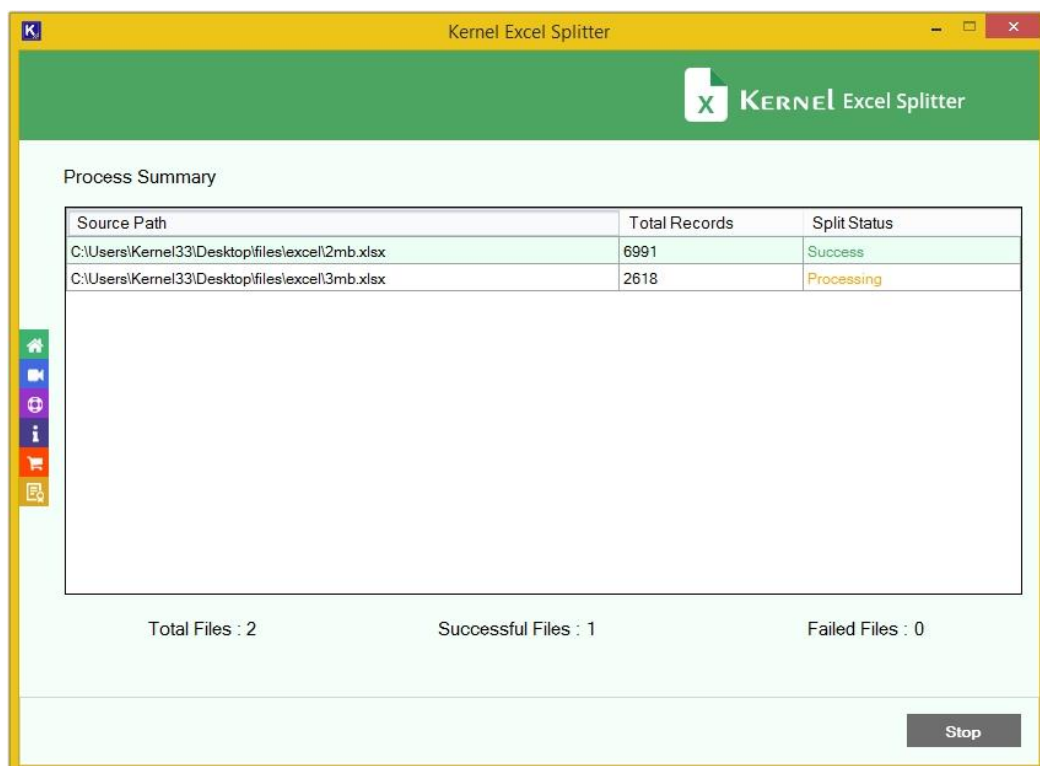 Kernel Excel Splitter
KERNEL Excel Splitter
Process Summary
Source Path Total Records Split Status
C:\Users\Kernel33\Desktop\files\excel\2mb.xlsx 6991 Success
C:\Users\Kernel33\Desktop\files\excel\3mb.xlsx 2618 Processing
Total Files : 2 Successful Files : 1 Failed Files : 0
Stop